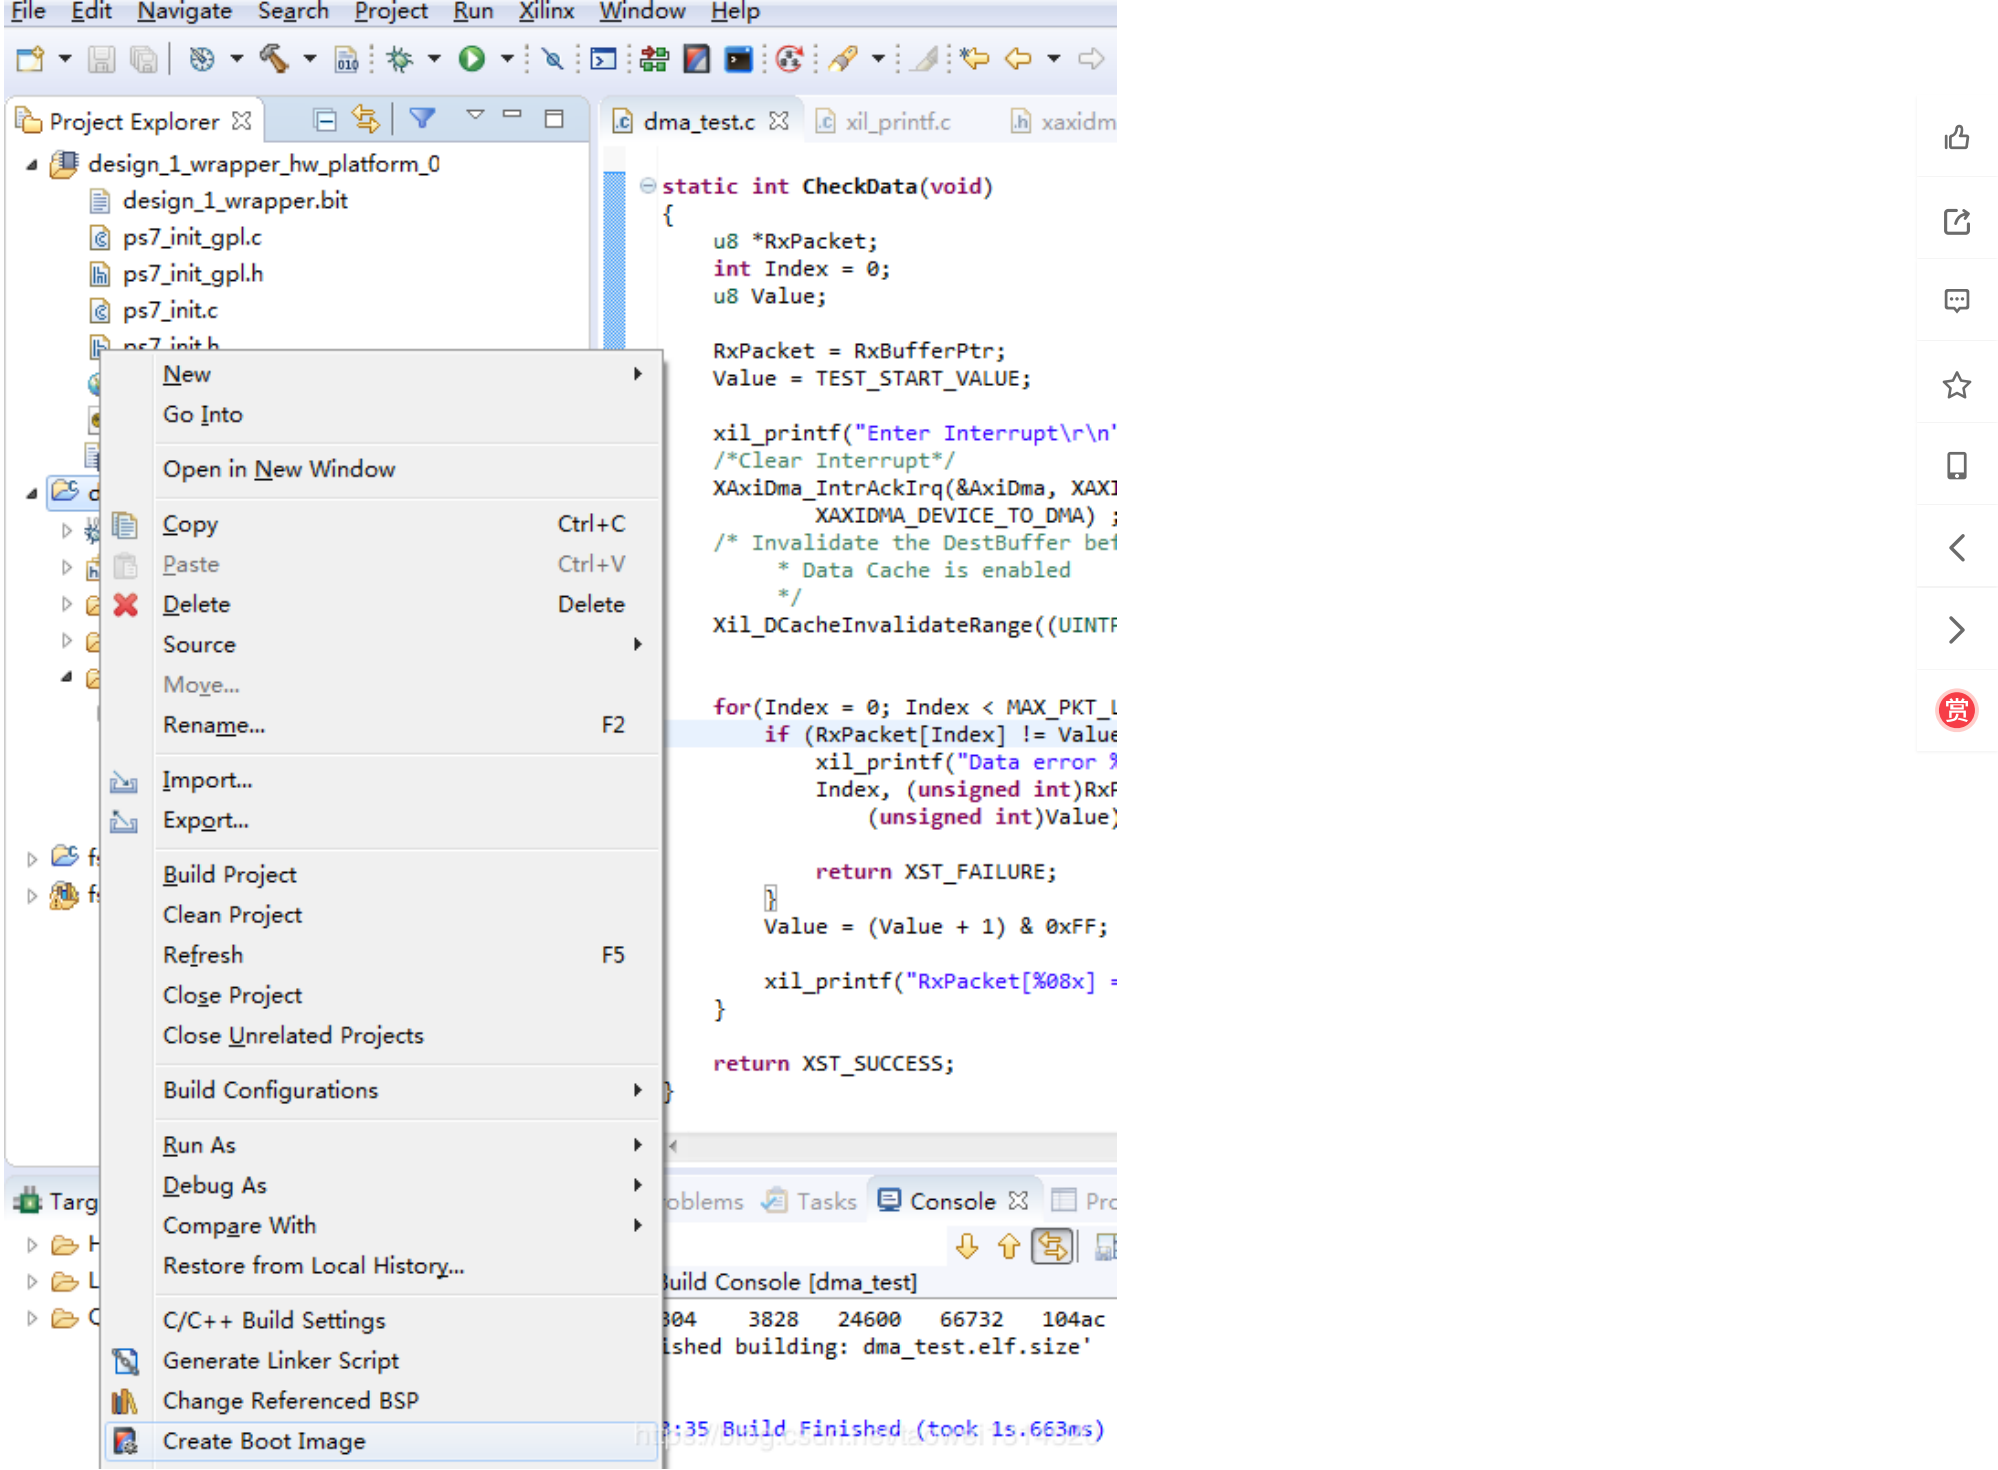 File Edit Navigate Search Project Run Xilinx Window Help
Project Explorer
design_1_wrapper_hw_platform_0
design_1_wrapper.bit
ps7_init_gpl.c
ps7_init_gpl.h
ps7_init.c
ps7_init.h
New
Go Into
Open in New Window
Copy Ctrl+C
Paste Ctrl+V
Delete Delete
Source
Move...
Rename... F2
Import...
Export...
Build Project
Clean Project
Refresh F5
Close Project
Close Unrelated Projects
Build Configurations
Run As
Debug As
Compare With
Restore from Local History...
C/C++ Build Settings
Generate Linker Script
Change Referenced BSP
Create Boot Image
dma_test.c xil_printf.c xaxidm
static int CheckData(void)
{
u8 *RxPacket;
int Index = 0;
u8 Value;
RxPacket = RxBufferPtr;
Value = TEST_START_VALUE;
xil_printf("Enter Interrupt\r\n"
/*Clear Interrupt*/
XAxiDma_IntrAckIrq(&AxiDma, XAXI
XAXIDMA_DEVICE_TO_DMA) ;
/* Invalidate the DestBuffer bef
* Data Cache is enabled
*/
Xil_DCacheInvalidateRange((UINTP
for(Index = 0; Index < MAX_PKT_L
if (RxPacket[Index] != Value
xil_printf("Data error %
Index, (unsigned int)RxP
(unsigned int)Value)
return XST_FAILURE;
}
Value = (Value + 1) & 0xFF;
xil_printf("RxPacket[%08x] =
}
return XST_SUCCESS;
}
Targ
oblems Tasks Console Pro
Build Console [dma_test]
304 3828 24600 66732 104ac
ished building: dma_test.elf.size'
3:35 Build Finished (took 1s.663ms)
赏